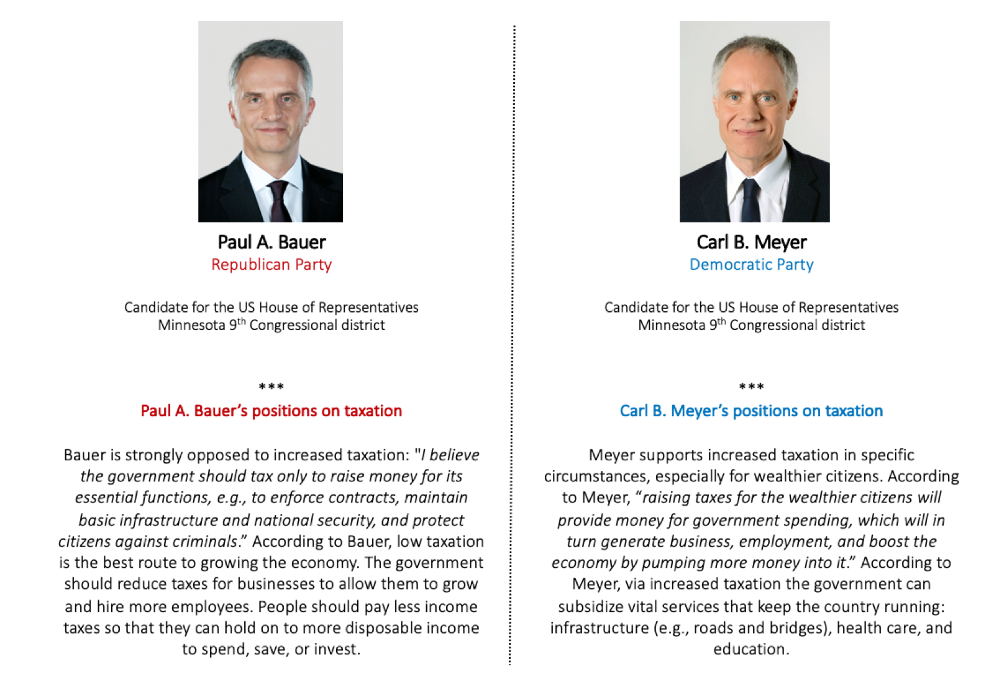 Paul A. Bauer
Republican Party
Candidate for the US House of Representatives
Minnesota 9th Congressional district
***
Paul A. Bauer’s positions on taxation
Bauer is strongly opposed to increased taxation: "I believe
the government should tax only to raise money for its
essential functions, e.g., to enforce contracts, maintain
basic infrastructure and national security, and protect
citizens against criminals.” According to Bauer, low taxation
is the best route to growing the economy. The government
should reduce taxes for businesses to allow them to grow
and hire more employees. People should pay less income
taxes so that they can hold on to more disposable income
to spend, save, or invest.
Carl B. Meyer
Democratic Party
Candidate for the US House of Representatives
Minnesota 9th Congressional district
***
Carl B. Meyer’s positions on taxation
Meyer supports increased taxation in specific
circumstances, especially for wealthier citizens. According
to Meyer, “raising taxes for the wealthier citizens will
provide money for government spending, which will in
turn generate business, employment, and boost the
economy by pumping more money into it.” According to
Meyer, via increased taxation the government can
subsidize vital services that keep the country running:
infrastructure (e.g., roads and bridges), health care, and
education.